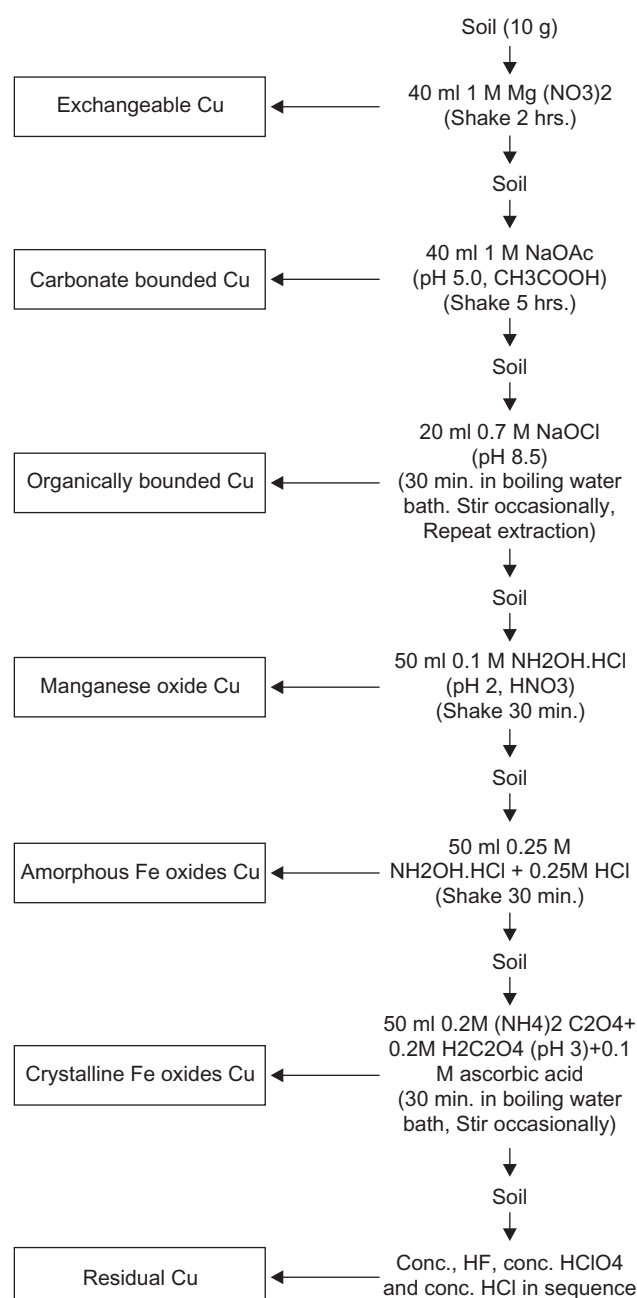 Soil (10 g)
Exchangeable Cu
40 ml 1 M Mg (NO3)2
(Shake 2 hrs.)
Soil
Carbonate bounded Cu
40 ml 1 M NaOAc
(pH 5.0, CH3COOH)
(Shake 5 hrs.)
Soil
Organically bounded Cu
20 ml 0.7 M NaOCl
(pH 8.5)
(30 min. in boiling water
bath. Stir occasionally,
Repeat extraction)
Soil
Manganese oxide Cu
50 ml 0.1 M NH2OH.HCl
(pH 2, HNO3)
(Shake 30 min.)
Soil
Amorphous Fe oxides Cu
50 ml 0.25 M
NH2OH.HCl + 0.25M HCl
(Shake 30 min.)
Soil
Crystalline Fe oxides Cu
50 ml 0.2M (NH4)2 C2O4+
0.2M H2C2O4 (pH 3)+0.1
M ascorbic acid
(30 min. in boiling water
bath, Stir occasionally)
Soil
Residual Cu
Conc., HF, conc. HClO4
and conc. HCl in sequence